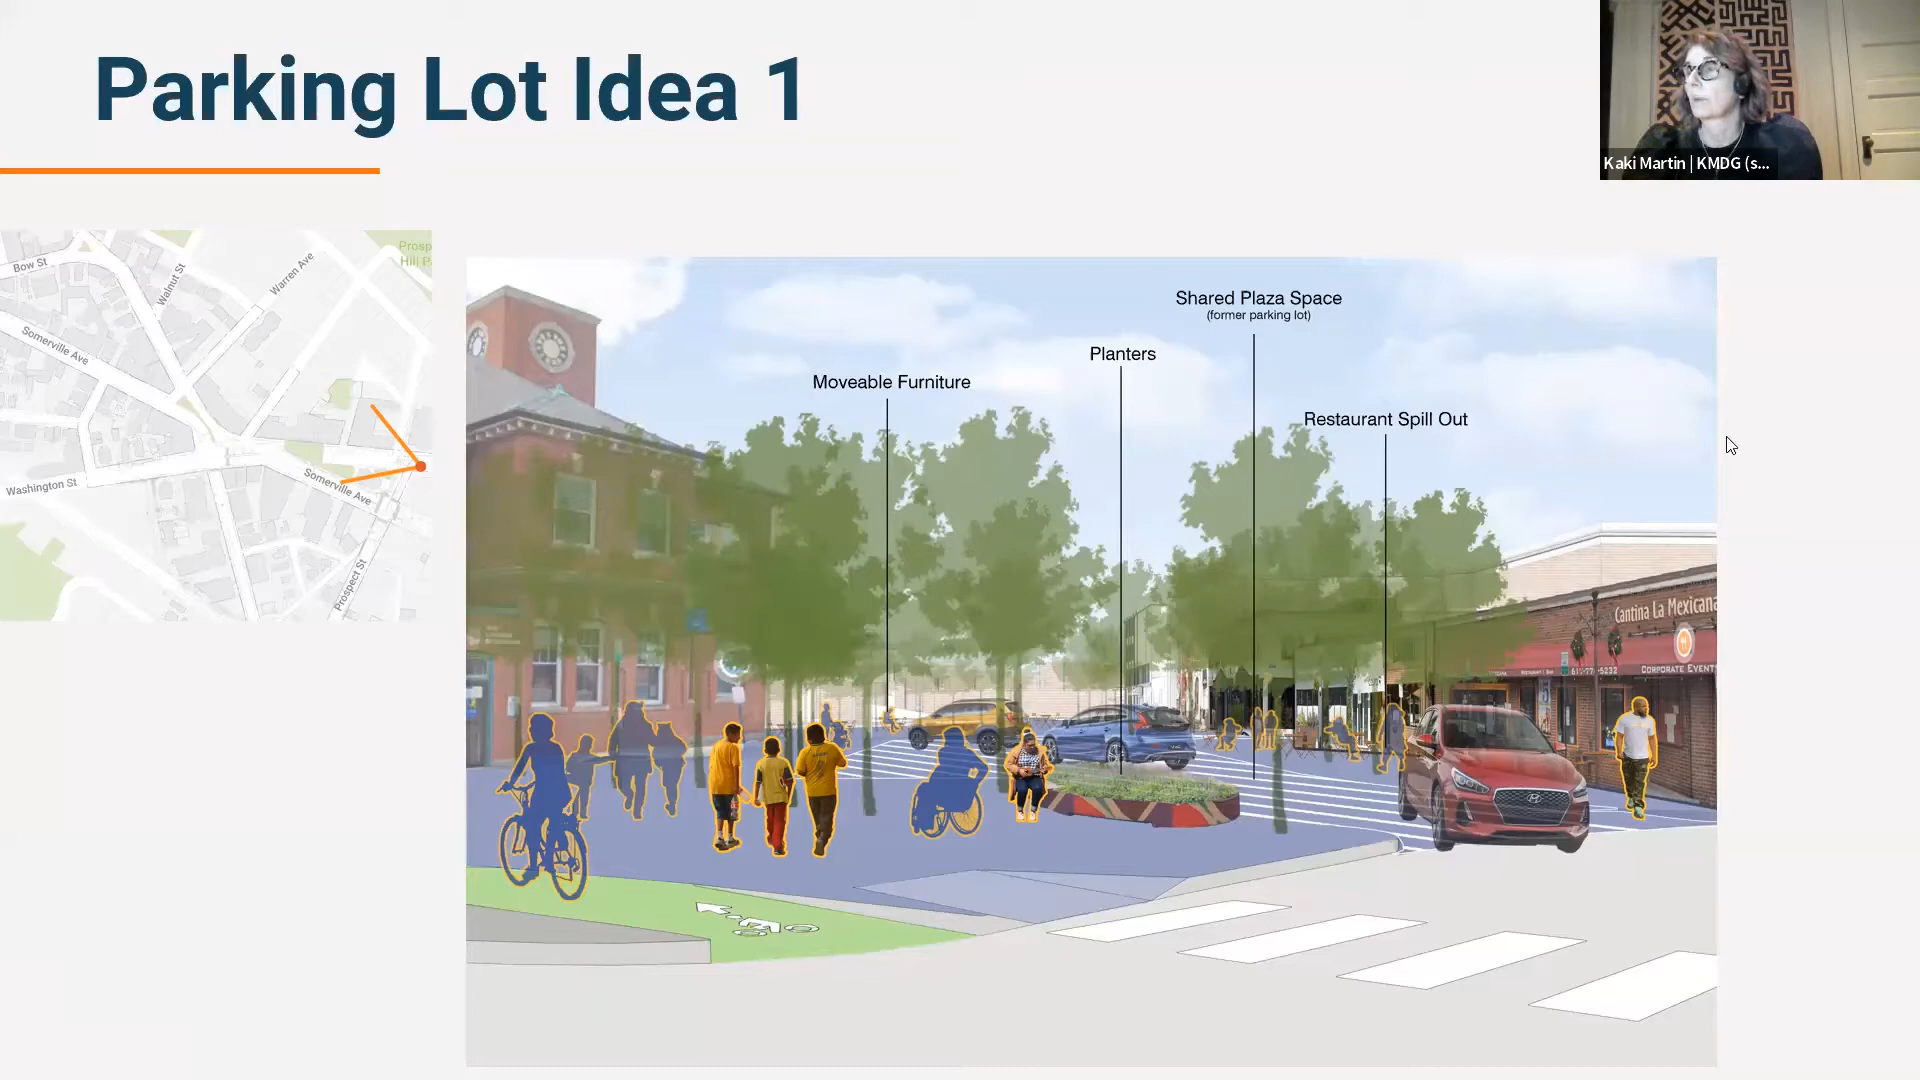 Parking Lot Idea 1
Kaki Martin | KMDG (s...
Bow St
Walnut St
Warren Ave
Prosp
Hill P
Somerville Ave
Washington St
Somerville Ave
Prospect St
Shared Plaza Space
(former parking lot)
Planters
Moveable Furniture
Restaurant Spill Out
Cantina La Mexicana
CORPORATE EVENTS